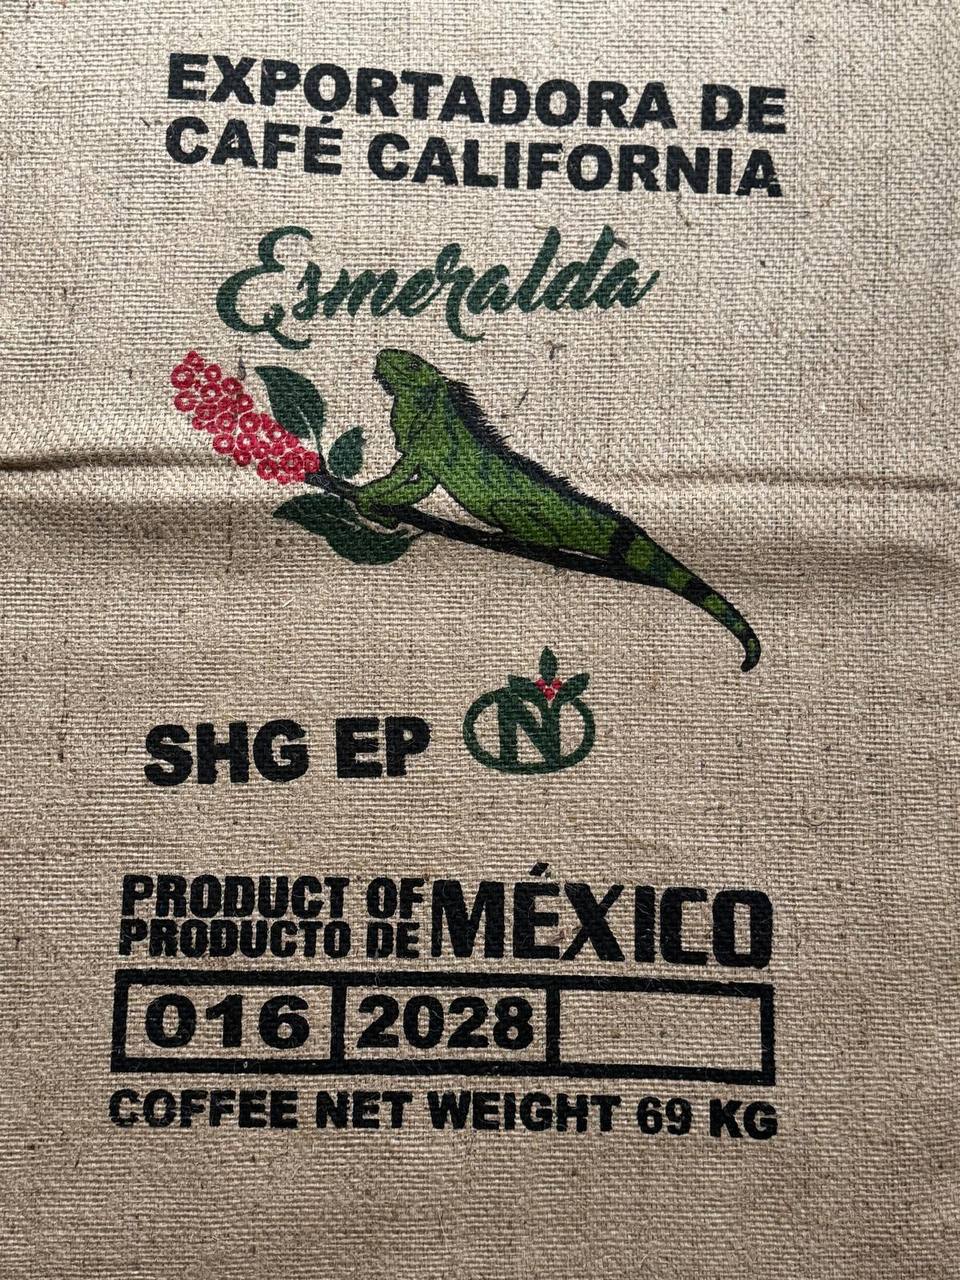 EXPORTADORA DE
CAFÉ CALIFORNIA
Esmeralda
SHG EP N
PRODUCT OF
PRODUCTO DE MÉXICO
016 2028
COFFEE NET WEIGHT 69 KG